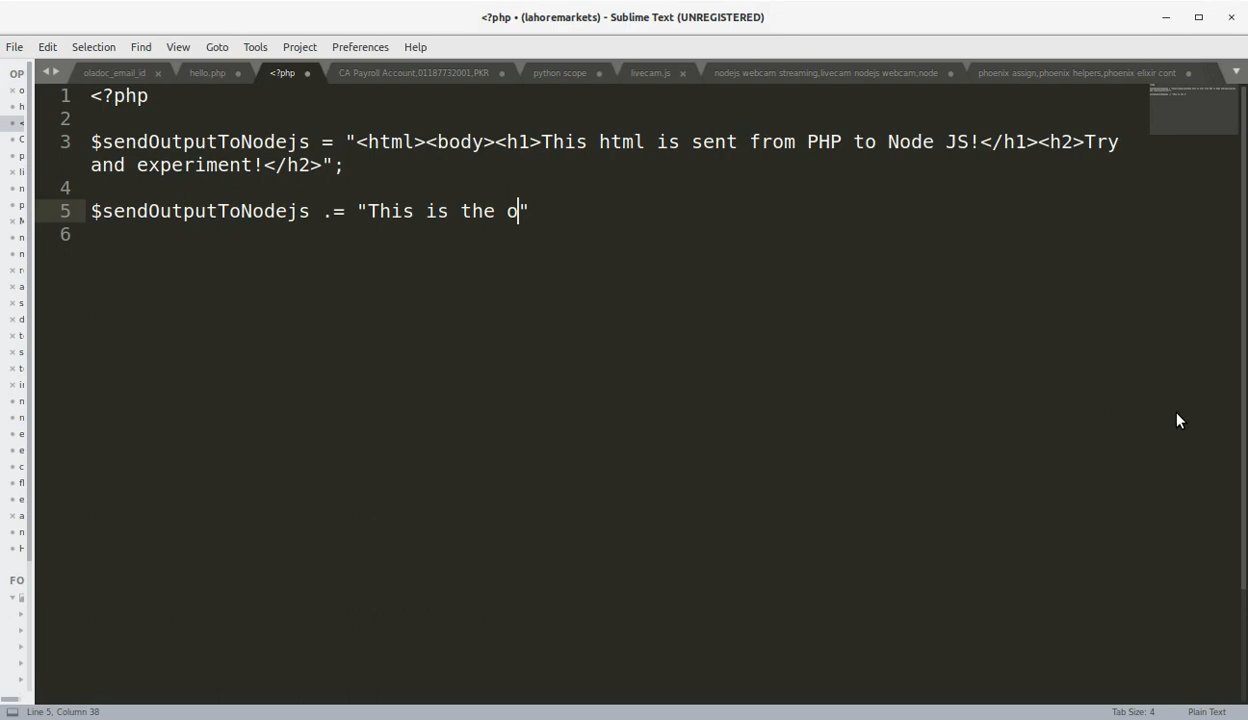 <?php • (lahoremarkets) - Sublime Text (UNREGISTERED)
File Edit Selection Find View Goto Tools Project Preferences Help
OP
oladoc_email_id hello.php <?php CA Payroll Account,01187732001,PKR python scope livecam.js nodejs webcam streaming,livecam nodejs webcam,node phoenix assign,phoenix helpers,phoenix elixir cont
1 <?php
2
3 $sendOutputToNodejs = "<html><body><h1>This html is sent from PHP to Node JS!</h1><h2>Try
and experiment!</h2>";
4
5 $sendOutputToNodejs .= "This is the o"
6
FO
Line 5, Column 38 Tab Size: 4 Plain Text